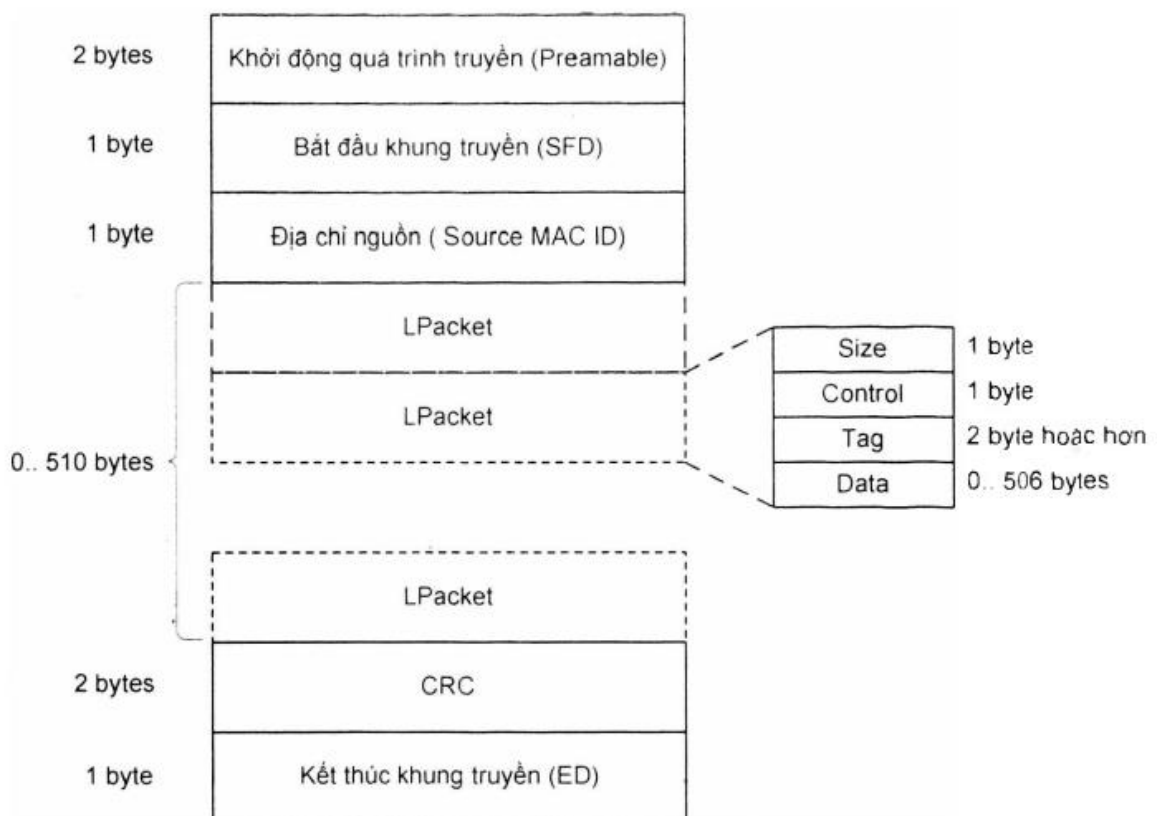 2 bytes Khởi động quá trình truyền (Preamable)
1 byte Bắt đầu khung truyền (SFD)
1 byte Địa chỉ nguồn ( Source MAC ID)
LPacket
Size 1 byte
LPacket
Control 1 byte
Tag 2 byte hoặc hơn
0.. 510 bytes
Data 0.. 506 bytes
LPacket
2 bytes CRC
1 byte Kết thúc khung truyền (ED)